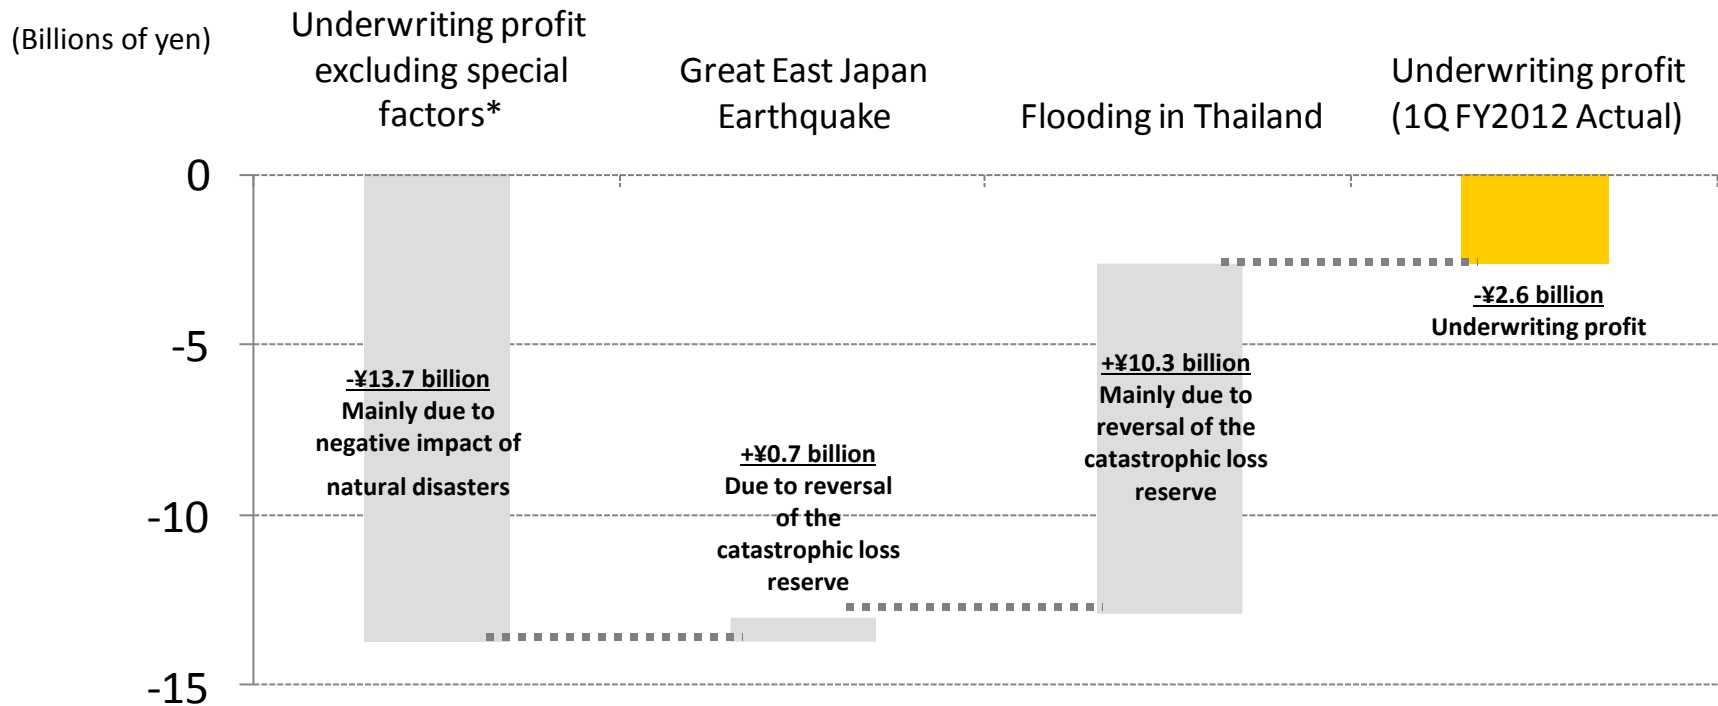 (Billions of yen)
Underwriting profit
excluding special
factors*
Great East Japan
Earthquake
Flooding in Thailand
Underwriting profit
(1Q FY2012 Actual)
0
-5
-10
-15
-¥13.7 billion
Mainly due to
negative impact of
natural disasters
+¥0.7 billion
Due to reversal
of the
catastrophic loss
reserve
+¥10.3 billion
Mainly due to
reversal of the
catastrophic loss
reserve
-¥2.6 billion
Underwriting profit